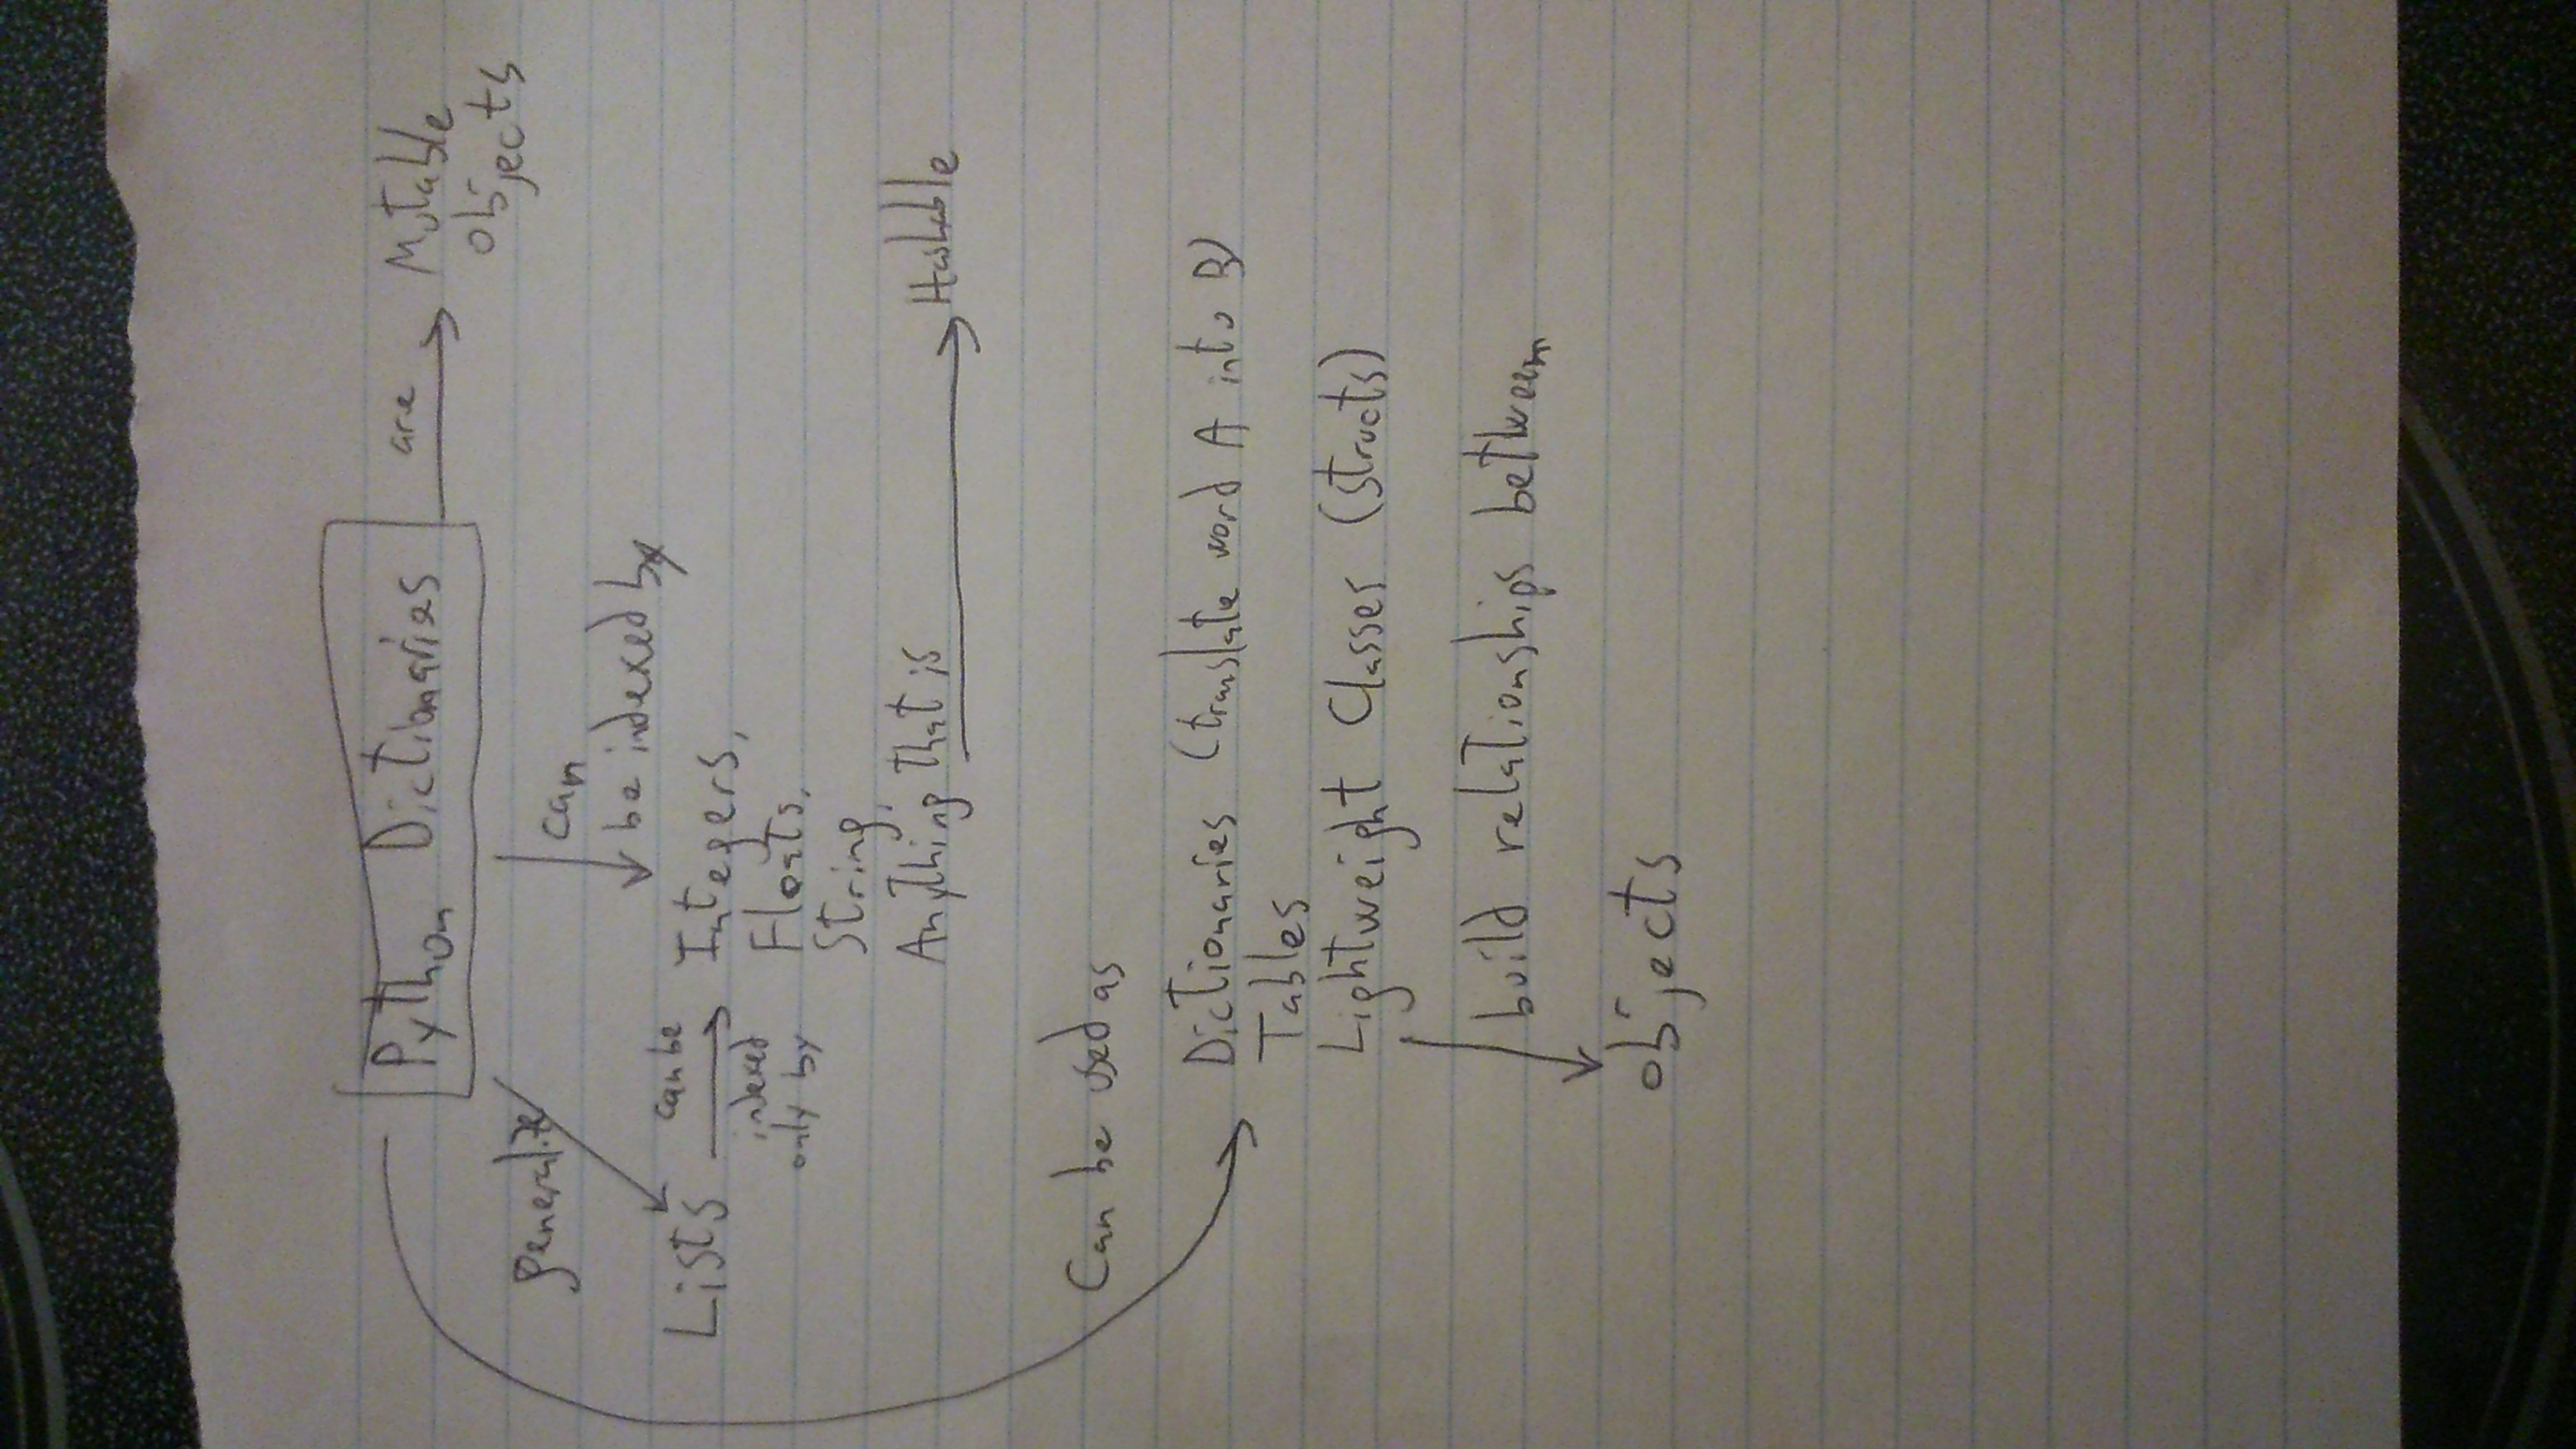 Python Dictionaries
are
Mutable
objects
generalize
can
be indexed by
Lists
can be
indexed
only by
Integers,
Floats,
String,
Anything that is
Hashable
Can be used as
Dictionaries (translate word A into B)
Tables
Lightweight Classes (structs)
build relationships between
objects